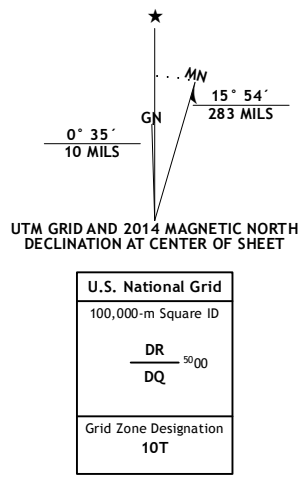 MN
GN
15° 54´
283 MILS
0° 35´
10 MILS
UTM GRID AND 2014 MAGNETIC NORTH
DECLINATION AT CENTER OF SHEET
U.S. National Grid
100,000-m Square ID
DR
5000
DQ
Grid Zone Designation
10T